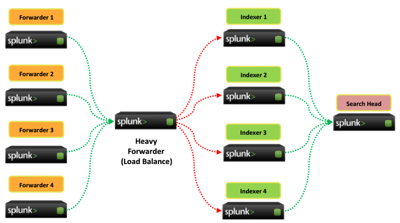 Forwarder 1
splunk>
Forwarder 2
splunk>
Forwarder 3
splunk>
Forwarder 4
splunk>
splunk>
Heavy
Forwarder
(Load Balance)
Indexer 1
splunk>
Indexer 2
splunk>
Indexer 3
splunk>
Indexer 4
splunk>
Search Head
splunk>